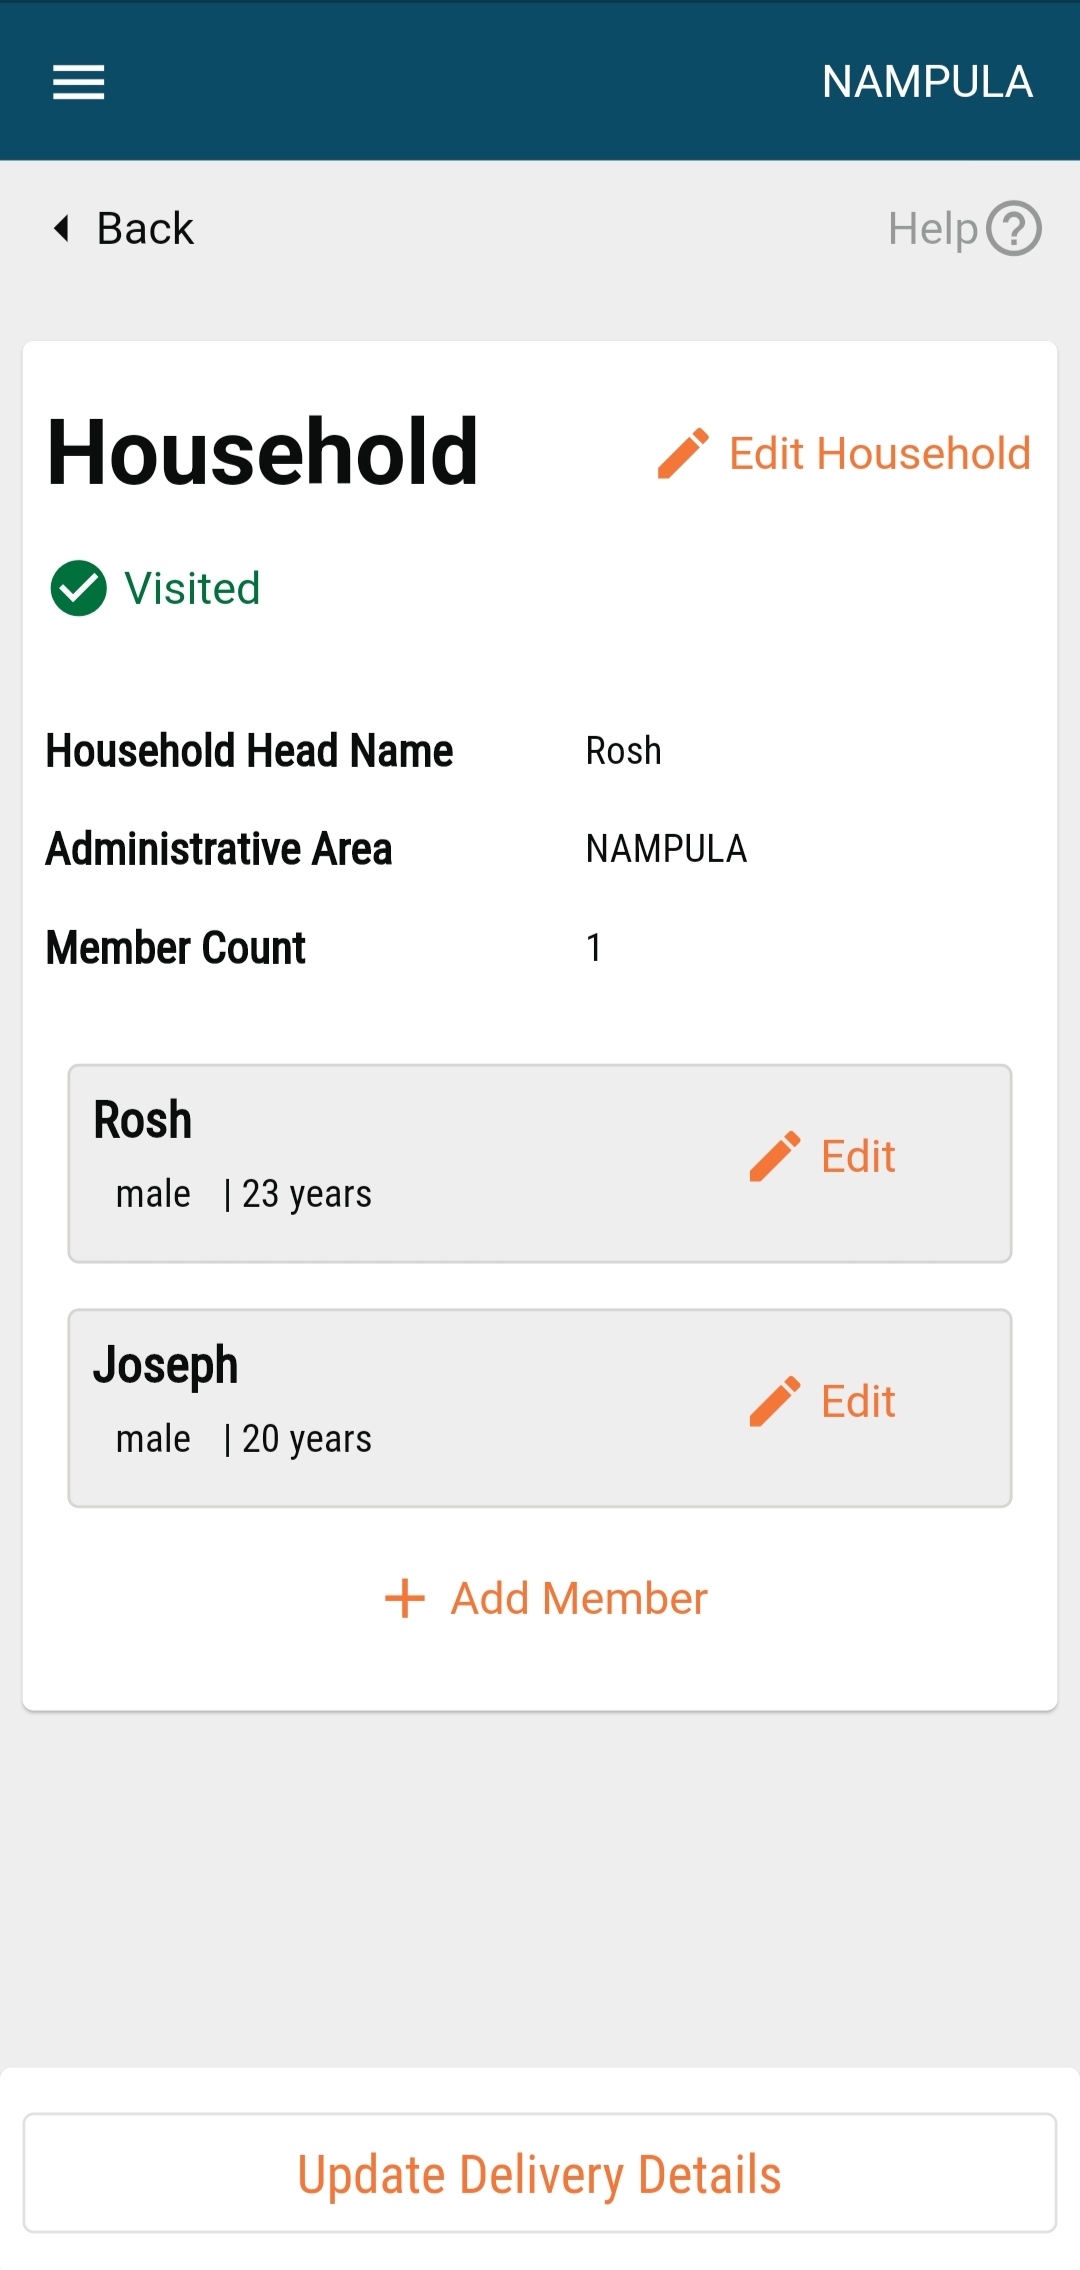 NAMPULA
Back
Help
Household
Edit Household
Visited
Household Head Name Rosh
Administrative Area NAMPULA
Member Count 1
Rosh
Edit
male | 23 years
Joseph
Edit
male | 20 years
+ Add Member
Update Delivery Details